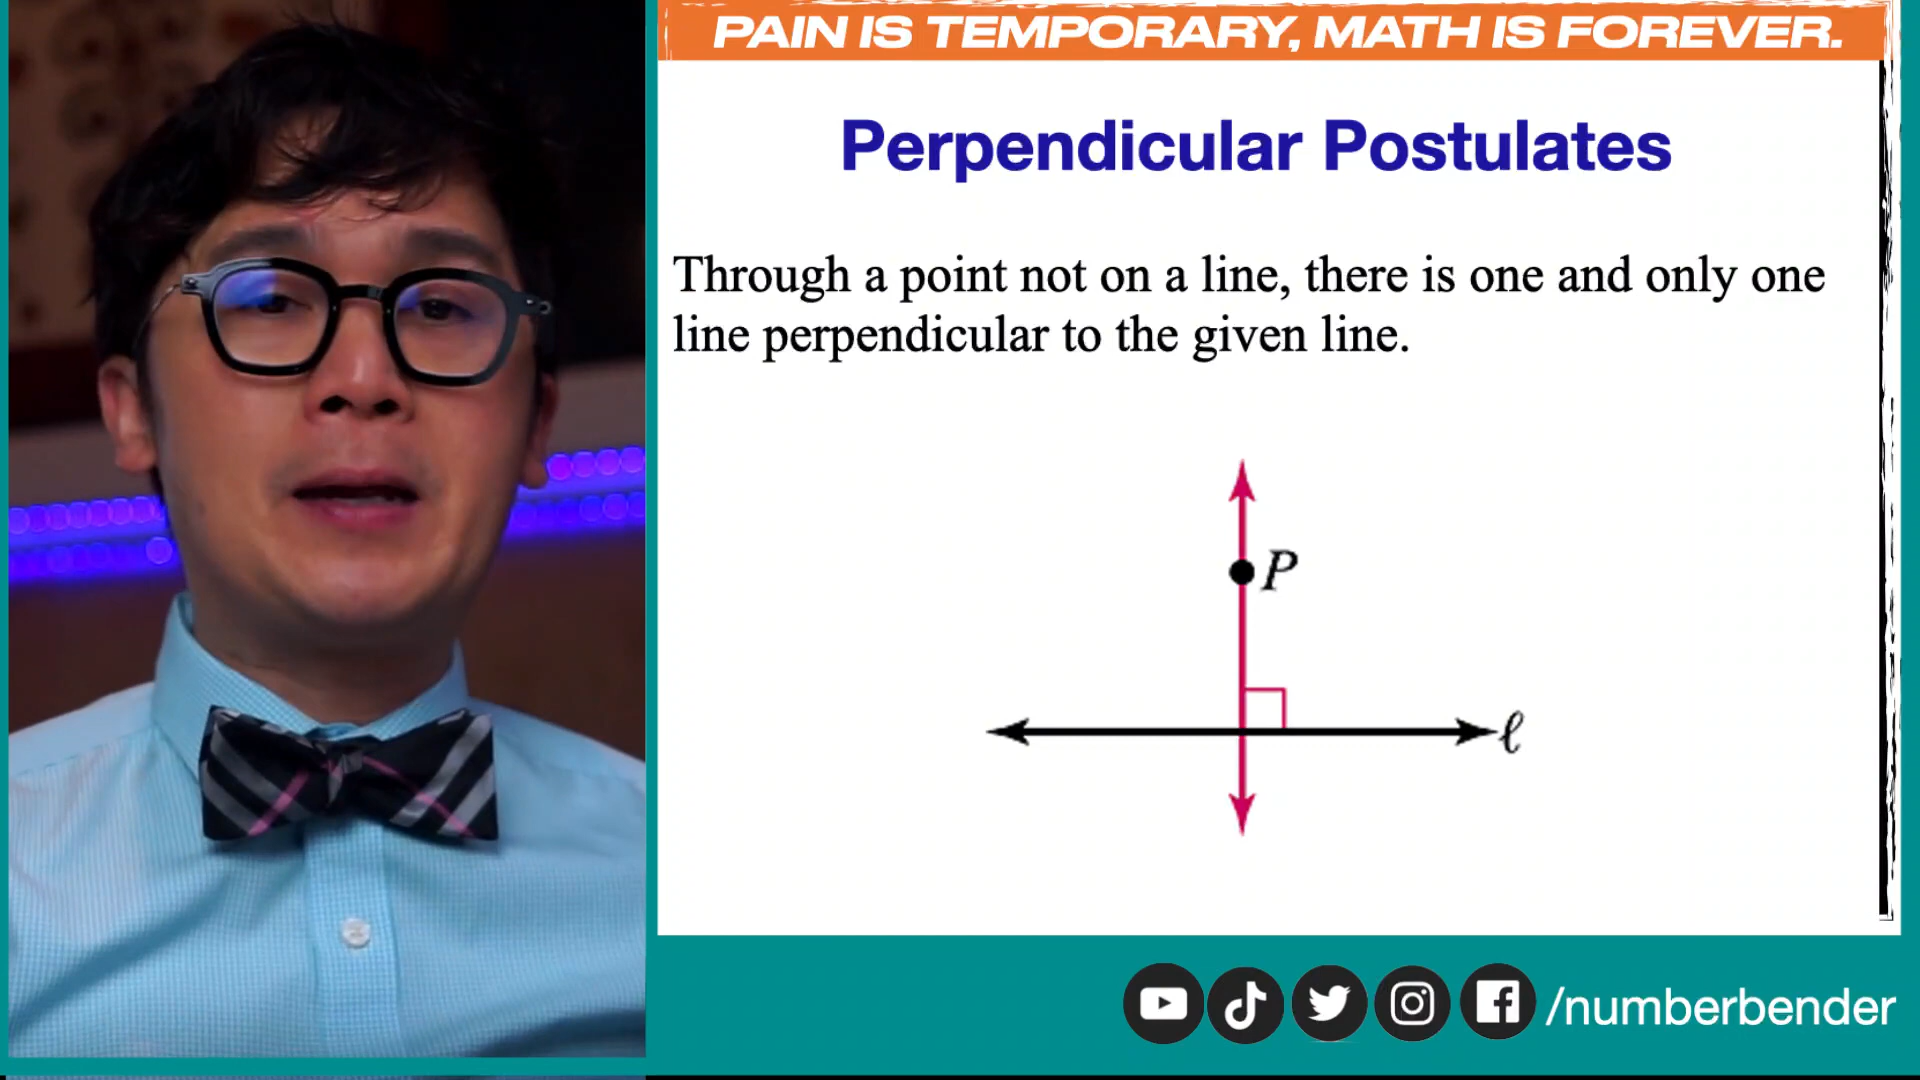 PAIN IS TEMPORARY, MATH IS FOREVER.
Perpendicular Postulates
Through a point not on a line, there is one and only one
line perpendicular to the given line.
P
ℓ
/numberbender